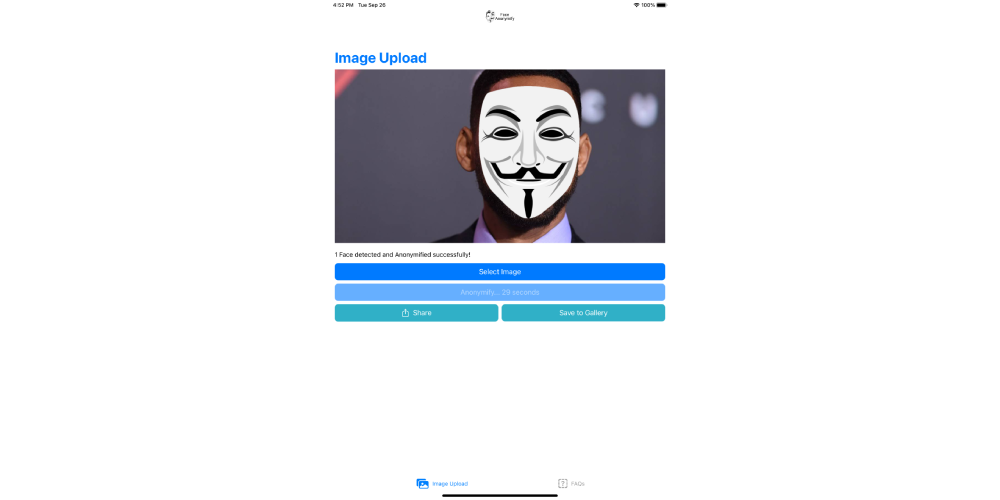 4:52 PM Tue Sep 26
100%
Face
Anonymify
Image Upload
1 Face detected and Anonymified successfully!
Select Image
Anonymify... 29 seconds
Share
Save to Gallery
Image Upload
FAQs